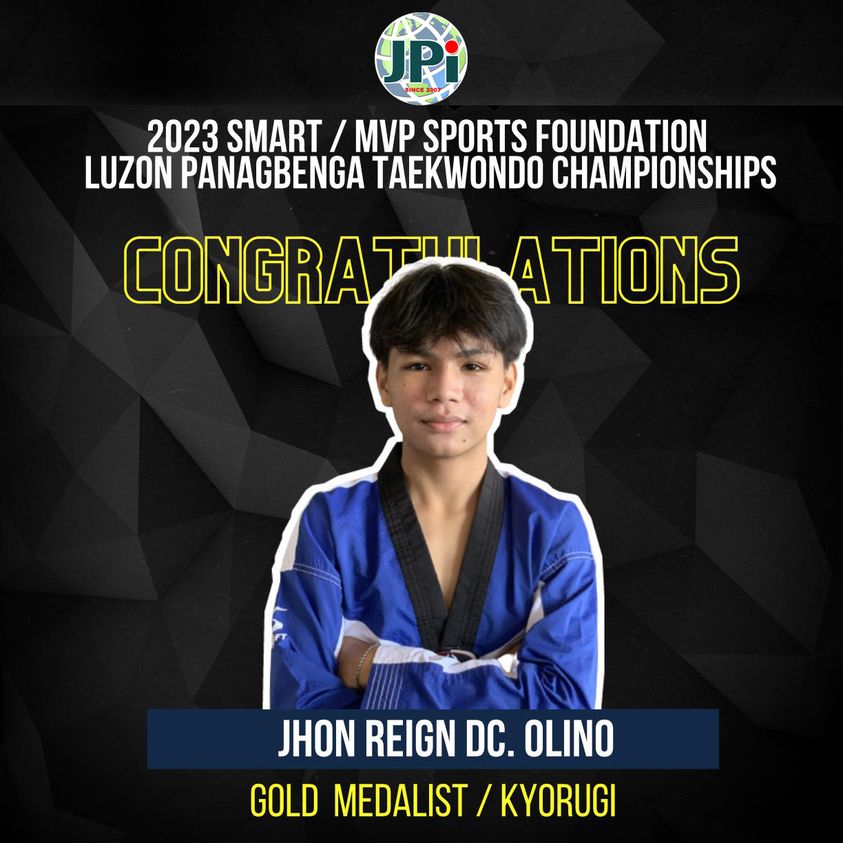 JPi
SINCE 2007
2023 SMART / MVP SPORTS FOUNDATION
LUZON PANAGBENGA TAEKWONDO CHAMPIONSHIPS
CONGRATULATIONS
JHON REIGN DC. OLINO
GOLD MEDALIST / KYORUGI